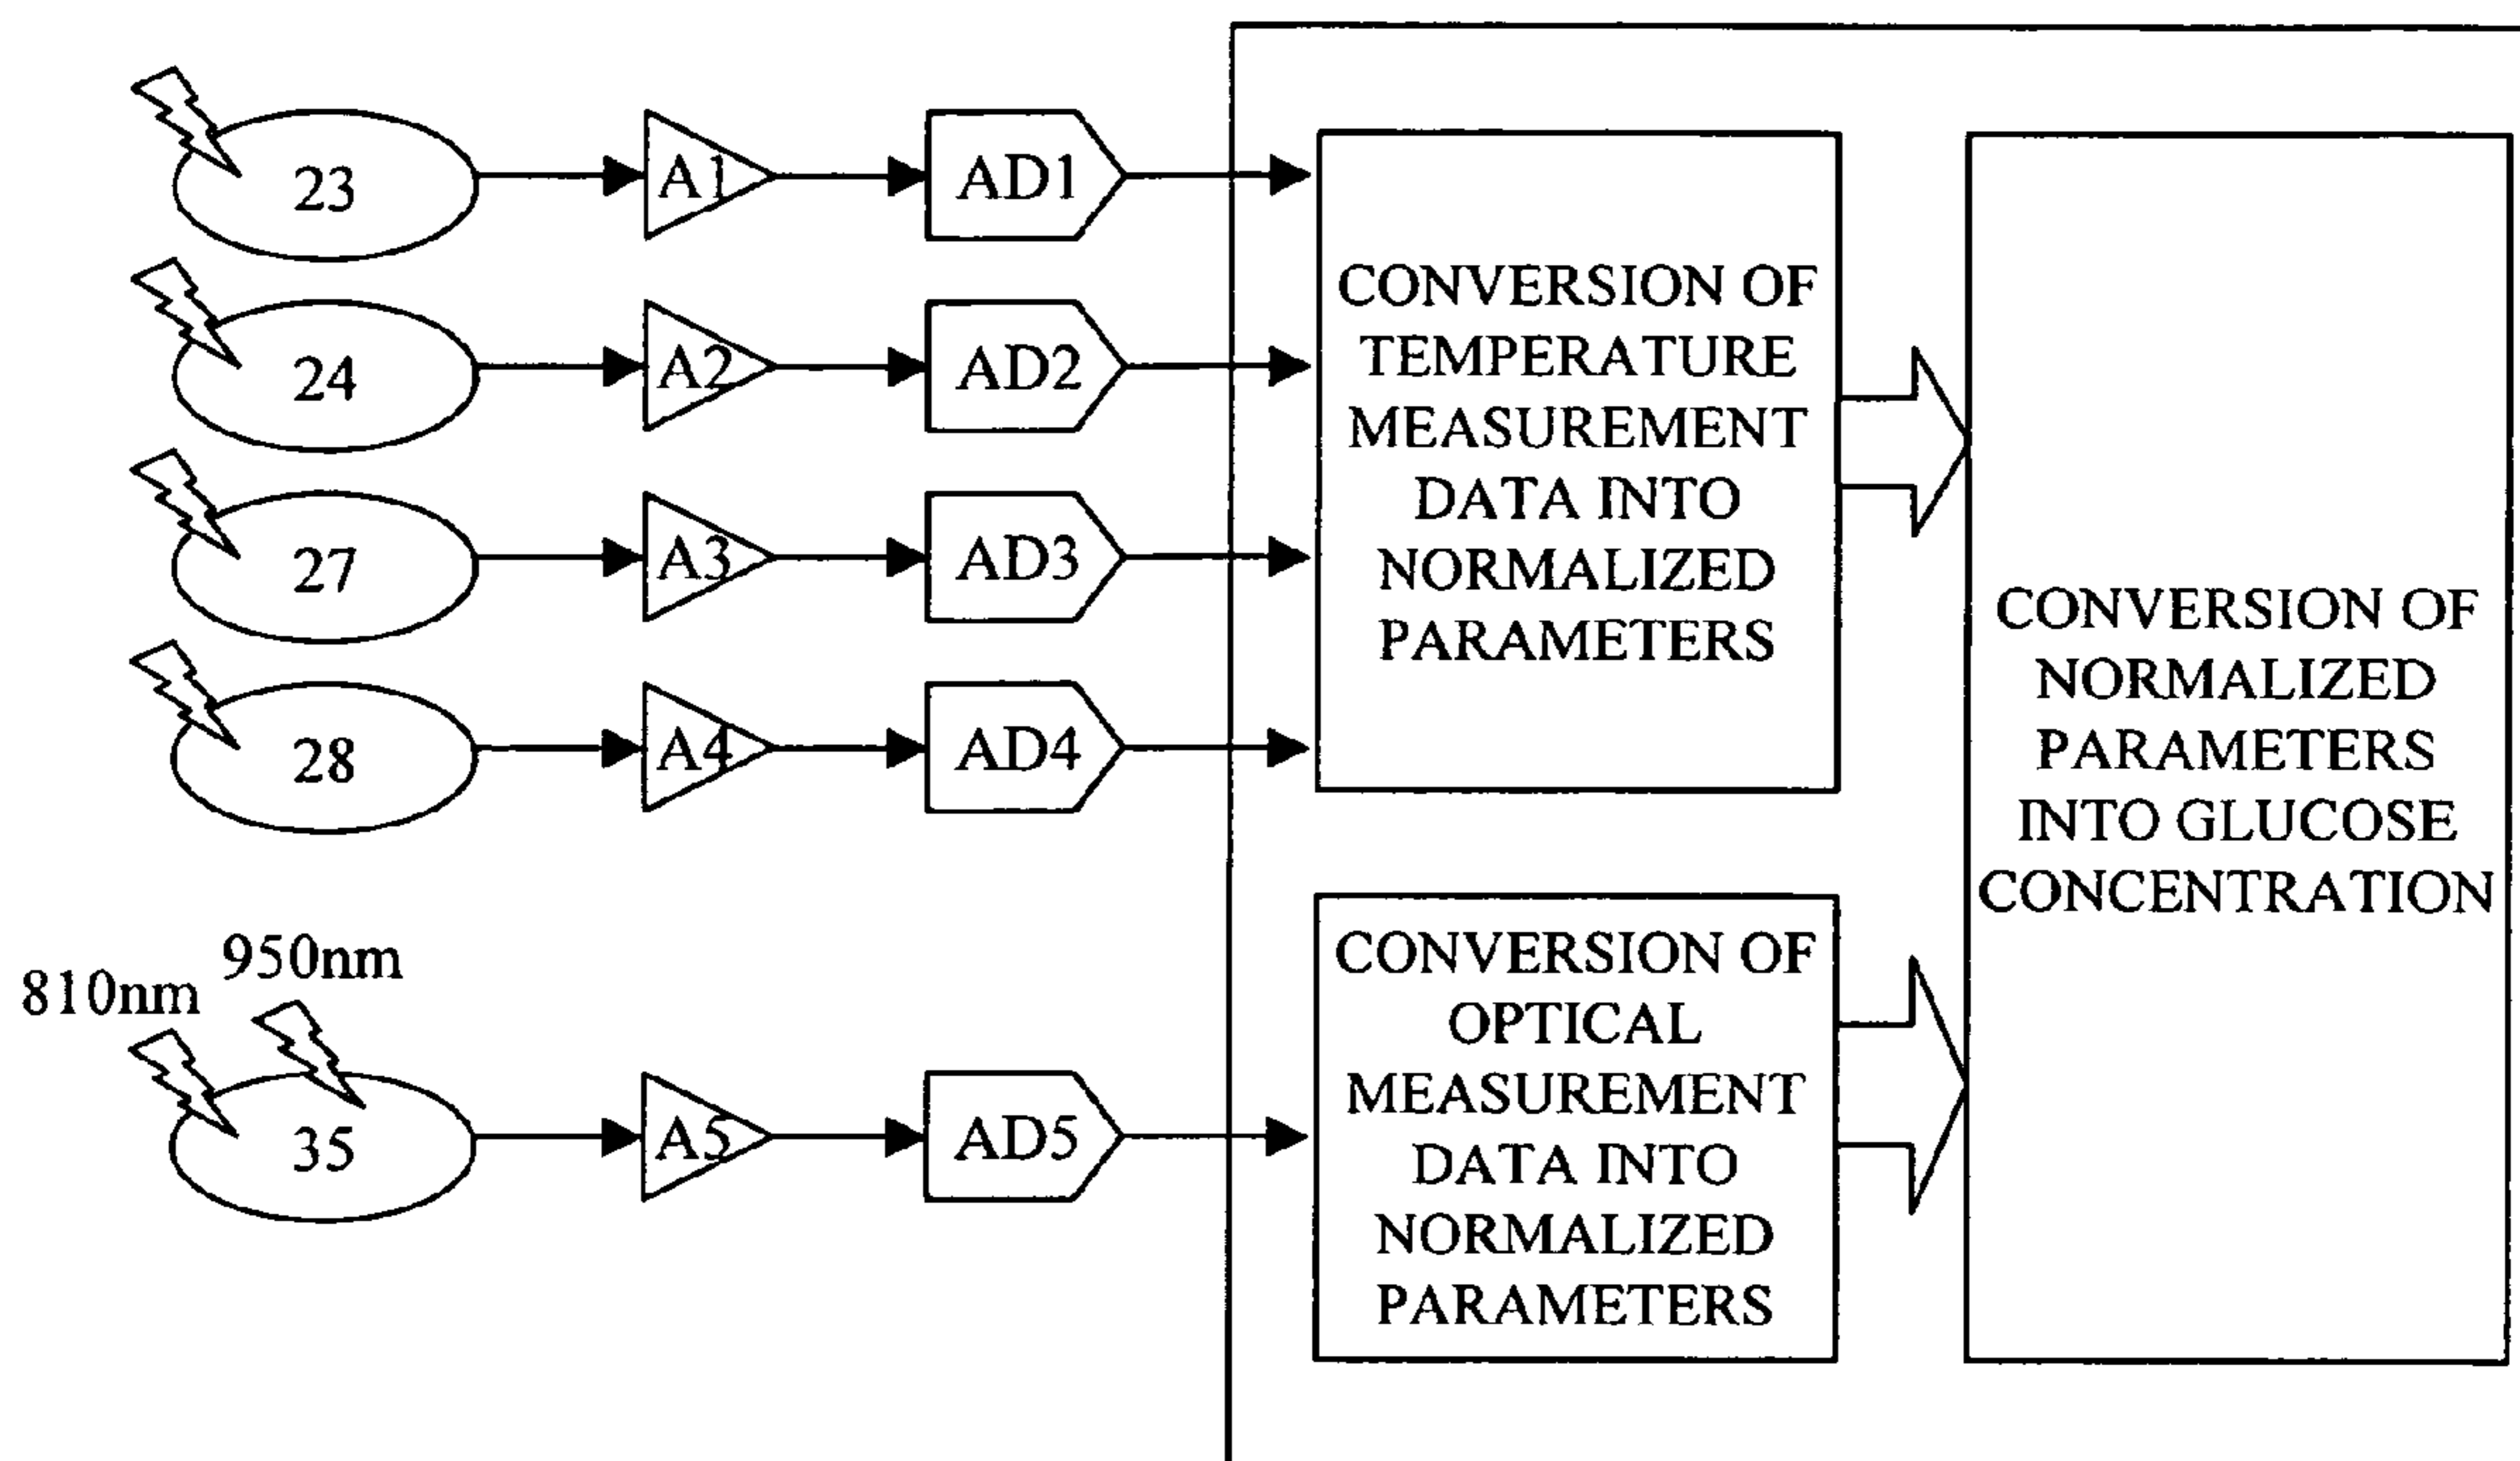 23
A1
AD1
24
A2
AD2
27
A3
AD3
28
A4
AD4
CONVERSION OF
TEMPERATURE
MEASUREMENT
DATA INTO
NORMALIZED
PARAMETERS
810nm
950nm
35
A5
AD5
CONVERSION OF
OPTICAL
MEASUREMENT
DATA INTO
NORMALIZED
PARAMETERS
CONVERSION OF
NORMALIZED
PARAMETERS
INTO GLUCOSE
CONCENTRATION